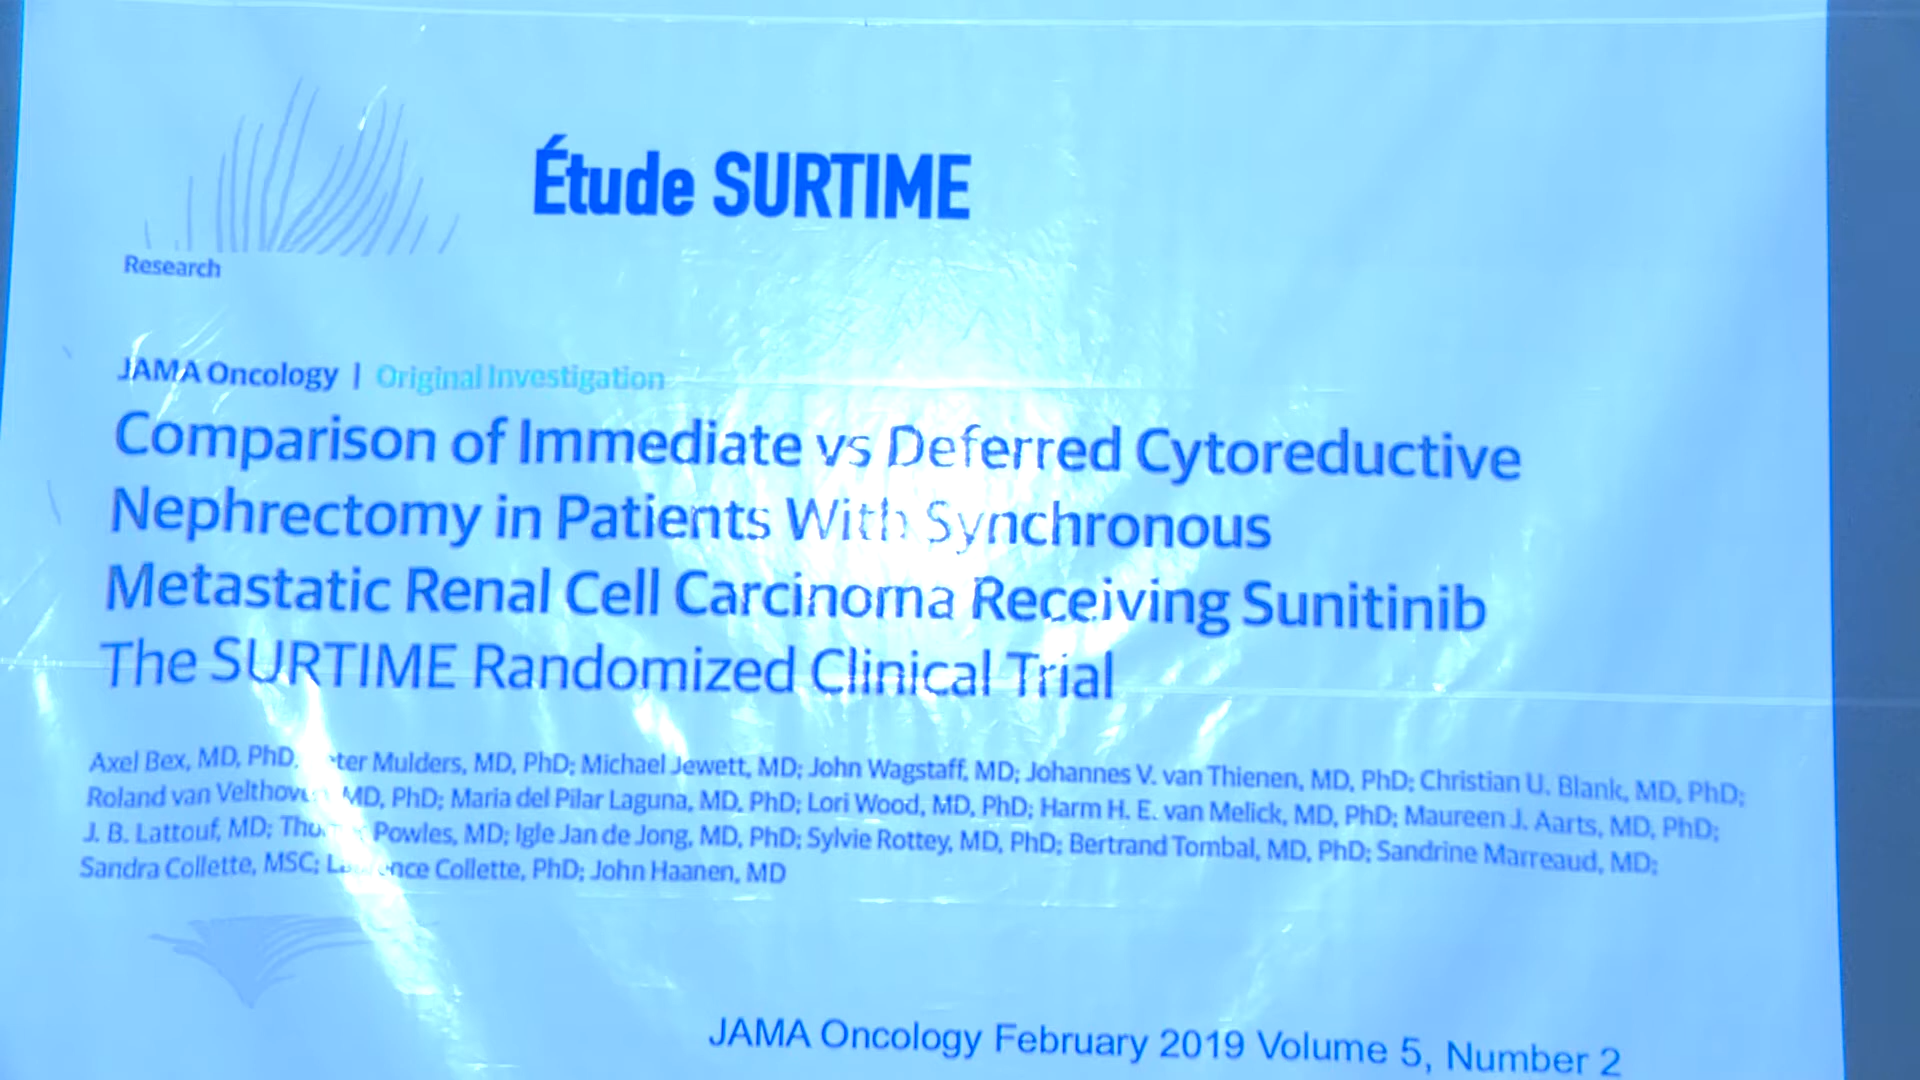 Étude SURTIME
Research
JAMA Oncology | Original Investigation
Comparison of Immediate vs Deferred Cytoreductive
Nephrectomy in Patients With Synchronous
Metastatic Renal Cell Carcinoma Receiving Sunitinib
The SURTIME Randomized Clinical Trial
Axel Bex, MD, PhD; Mulders, MD, PhD; Michael Jewett, MD; John Wagstaff, MD; Johannes V. van Thienen, MD, PhD; Christian U. Blank, MD, PhD;
Roland van MD, PhD; Maria del Pilar Laguna, MD, PhD; Lori Wood, MD, PhD; Harm H. E. van Melick, MD, PhD; Maureen J. Aarts, MD, PhD;
J. B. Lattouf, MD; Powles, MD; Igle Jan de Jong, MD, PhD; Sylvie Rottey, MD, PhD; Bertrand Tombal, MD, PhD; Sandrine Marreaud, MD;
Sandra Collette, MSC; Collette, PhD; John Haanen, MD
JAMA Oncology February 2019 Volume 5, Number 2